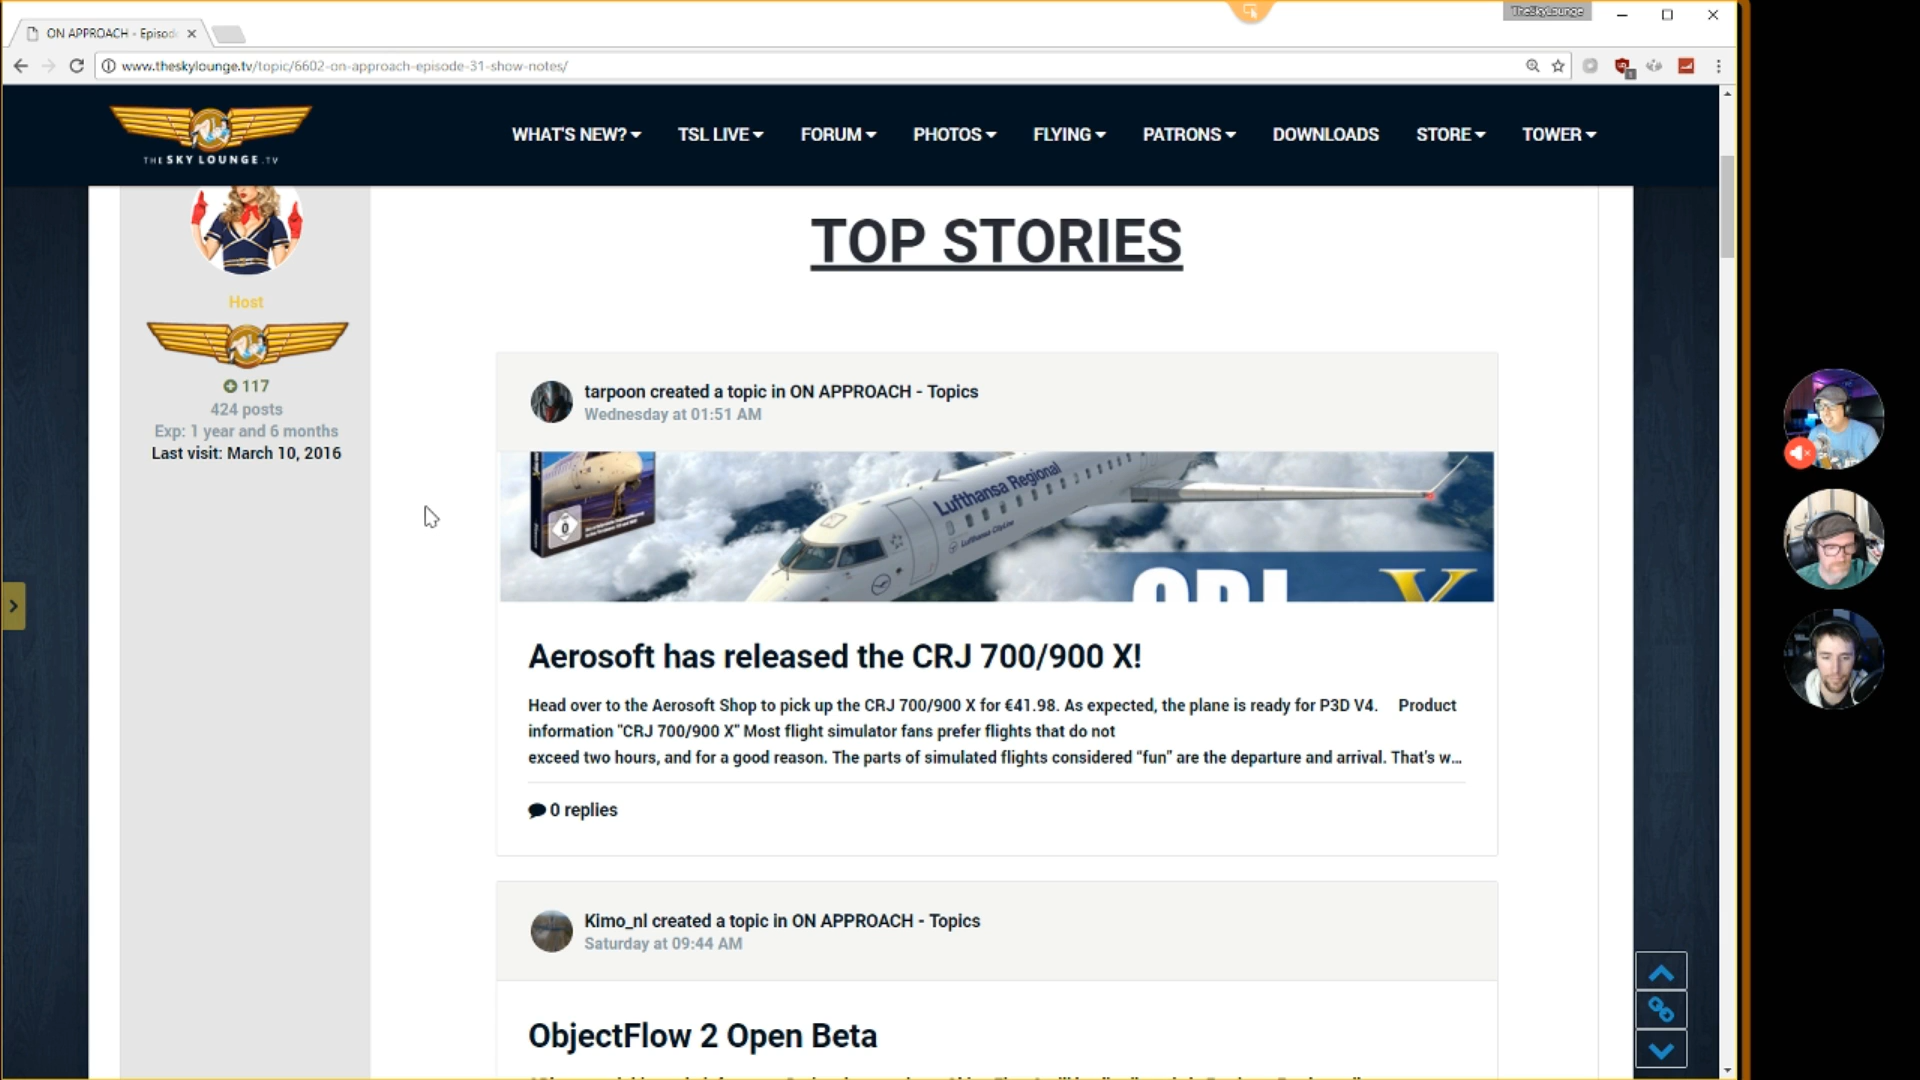 TheSkyLounge
ON APPROACH - Episod
www.theskylounge.tv/topic/6602-on-approach-episode-31-show-notes/
THE SKY LOUNGE.TV
WHAT'S NEW? TSL LIVE FORUM PHOTOS FLYING PATRONS DOWNLOADS STORE TOWER
TOP STORIES
Host
117
424 posts
Exp: 1 year and 6 months
Last visit: March 10, 2016
tarpoon created a topic in ON APPROACH - Topics
Wednesday at 01:51 AM
Lufthansa Regional
Lufthansa CityLine
0
CRJ X
Aerosoft has released the CRJ 700/900 X!
Head over to the Aerosoft Shop to pick up the CRJ 700/900 X for €41.98. As expected, the plane is ready for P3D V4. Product
information "CRJ 700/900 X" Most flight simulator fans prefer flights that do not
exceed two hours, and for a good reason. The parts of simulated flights considered “fun” are the departure and arrival. That's w...
0 replies
Kimo_nl created a topic in ON APPROACH - Topics
Saturday at 09:44 AM
ObjectFlow 2 Open Beta